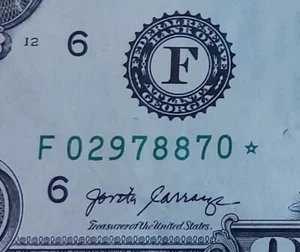 FEDERAL RESERVE
BANK OF
F
ATLANTA
GEORGIA
12
6
F 02978870 ★
6
Jovita Carranza
Treasurer of the United States.